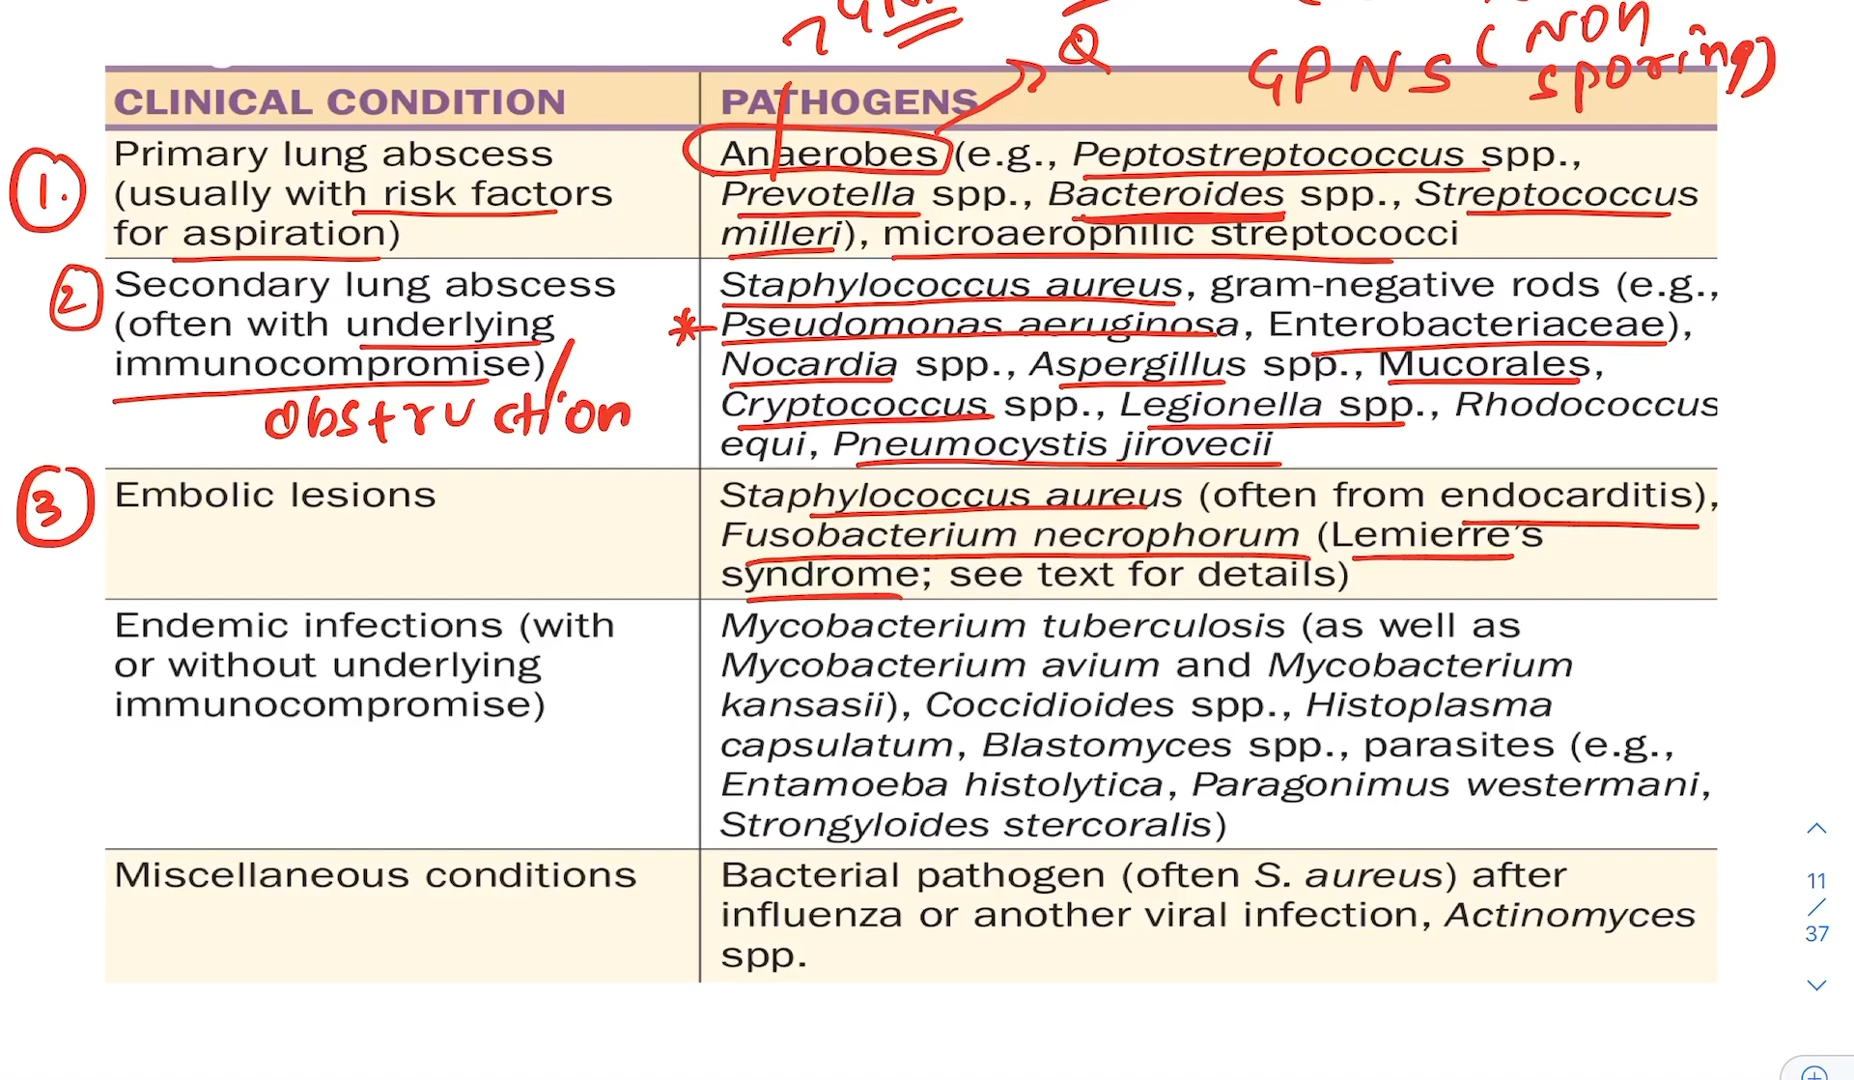 Q
GPNS (Non
sporing)
CLINICAL CONDITION
PATHOGENS
1.
Primary lung abscess
(usually with risk factors
for aspiration)
Anaerobes (e.g., Peptostreptococcus spp.,
Prevotella spp., Bacteroides spp., Streptococcus
milleri), microaerophilic streptococci
2
Secondary lung abscess
(often with underlying
immunocompromise)
obstruction
Staphylococcus aureus, gram-negative rods (e.g.,
*Pseudomonas aeruginosa, Enterobacteriaceae),
Nocardia spp., Aspergillus spp., Mucorales,
Cryptococcus spp., Legionella spp., Rhodococcus
equi, Pneumocystis jirovecii
3
Embolic lesions
Staphylococcus aureus (often from endocarditis),
Fusobacterium necrophorum (Lemierre's
syndrome; see text for details)
Endemic infections (with
or without underlying
immunocompromise)
Mycobacterium tuberculosis (as well as
Mycobacterium avium and Mycobacterium
kansasii), Coccidioides spp., Histoplasma
capsulatum, Blastomyces spp., parasites (e.g.,
Entamoeba histolytica, Paragonimus westermani,
Strongyloides stercoralis)
Miscellaneous conditions
Bacterial pathogen (often S. aureus) after
influenza or another viral infection, Actinomyces
spp.
11
/
37